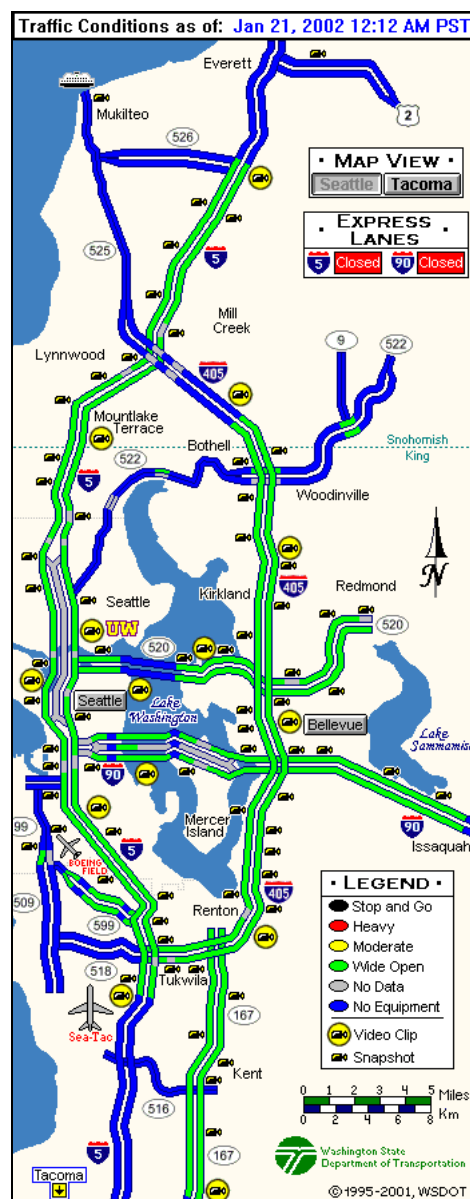 Traffic Conditions as of: Jan 21, 2002 12:12 AM PST
Everett
Mukilteo
2
526
· MAP VIEW ·
Seattle Tacoma
· EXPRESS LANES ·
5 Closed 90 Closed
525
5
Mill Creek
9
522
Lynnwood
405
Mountlake Terrace
Bothell
Snohomish
King
522
5
Woodinville
N
Kirkland
405
Redmond
Seattle
UW
520
520
Seattle
Lake Washington
Bellevue
Lake Sammamish
90
Mercer Island
90
Issaquah
99
BOEING FIELD
5
509
599
Renton
405
· LEGEND ·
Stop and Go
Heavy
Moderate
Wide Open
No Data
No Equipment
Video Clip
Snapshot
518
Tukwila
Sea-Tac
167
Kent
516
0 1 2 3 4 5 Miles
0 2 4 6 8 Km
5
167
Washington State
Department of Transportation
Tacoma
©1995-2001, WSDOT